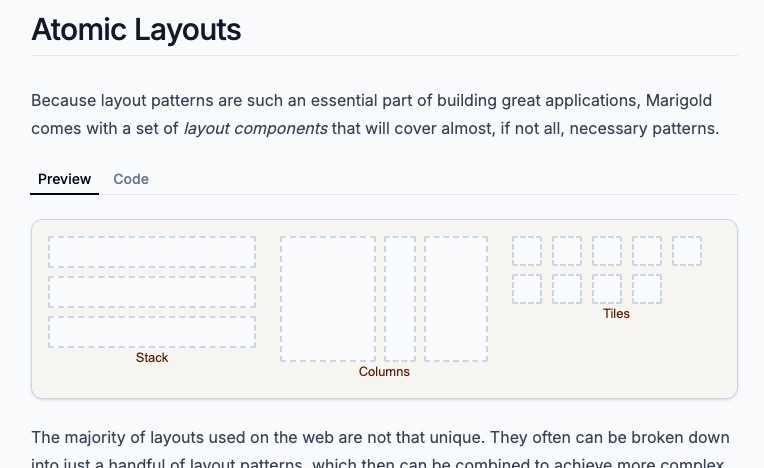 Atomic Layouts
Because layout patterns are such an essential part of building great applications, Marigold
comes with a set of layout components that will cover almost, if not all, necessary patterns.
Preview Code
Stack
Columns
Tiles
The majority of layouts used on the web are not that unique. They often can be broken down
into just a handful of layout patterns, which then can be combined to achieve more complex